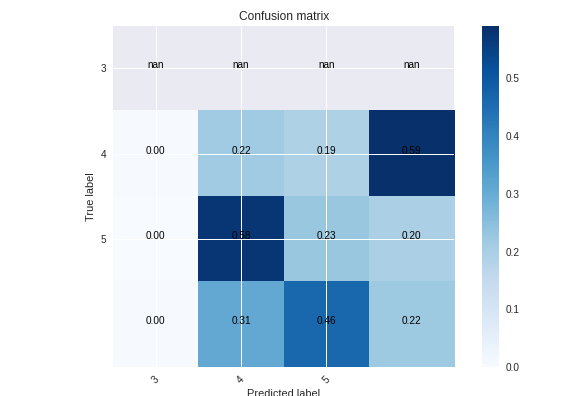 Confusion matrix
3 nan nan nan nan
0.5
4 0.00 0.22 0.19 0.59
0.4
0.3
True label
5 0.00 0.58 0.23 0.20
0.2
0.00 0.31 0.46 0.22
0.1
0.0
3 4 5
Predicted label